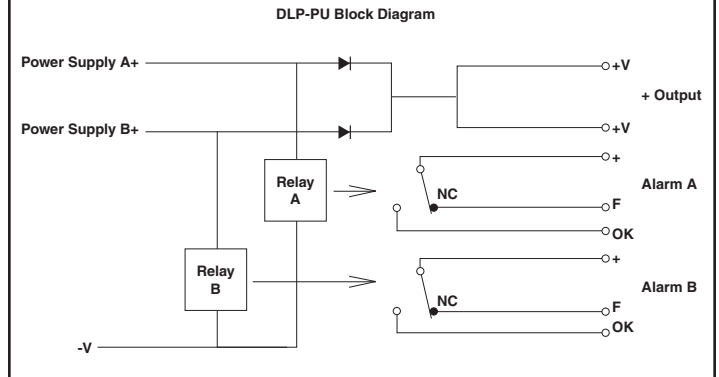 DLP-PU Block Diagram
Power Supply A+
+V
+ Output
Power Supply B+
+V
+
Relay
A
NC
Alarm A
F
OK
+
Relay
B
NC
Alarm B
F
OK
-V